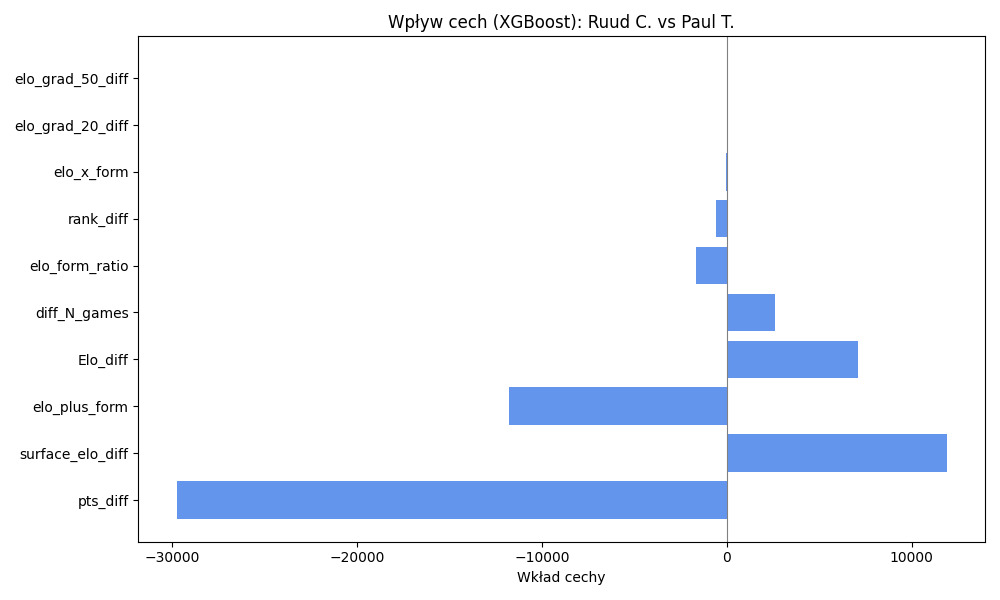 Wpływ cech (XGBoost): Ruud C. vs Paul T.
elo_grad_50_diff
elo_grad_20_diff
elo_x_form
rank_diff
elo_form_ratio
diff_N_games
Elo_diff
elo_plus_form
surface_elo_diff
pts_diff
−30000 −20000 −10000 0 10000
Wkład cechy